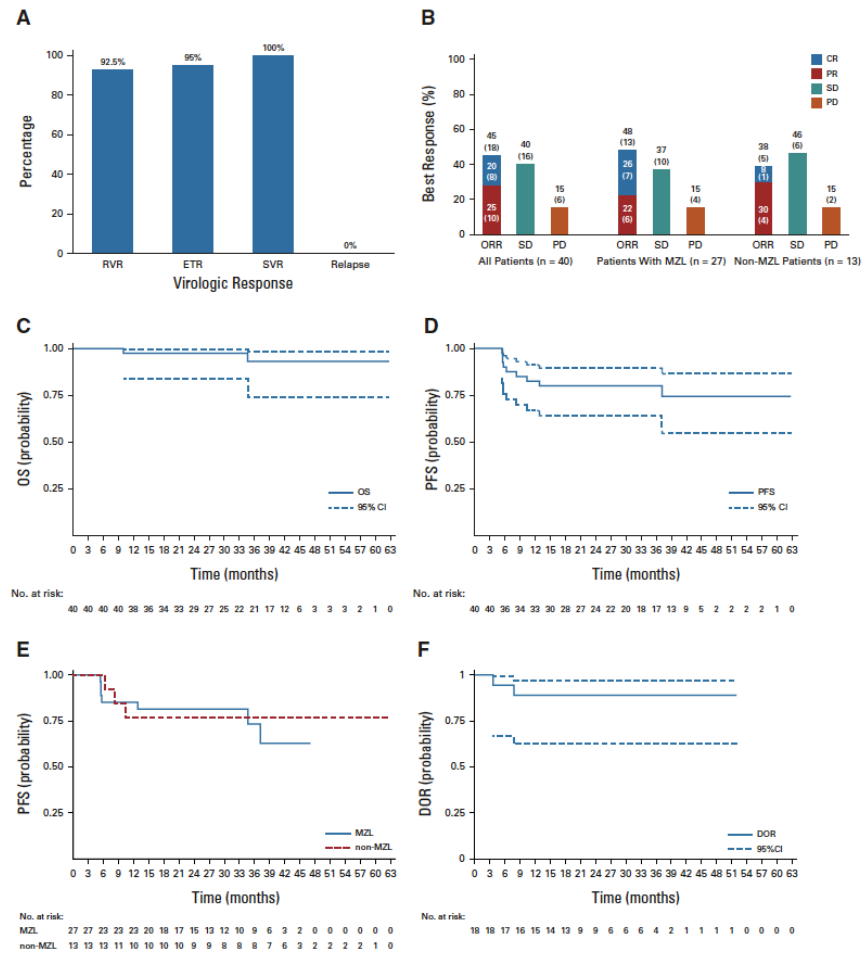 A
100
80
60
40
20
0
Percentage
92.5%
95%
100%
0%
RVR
ETR
SVR
Relapse
Virologic Response
B
100
80
60
40
20
0
Best Response (%)
CR
PR
SD
PD
45
(18)
20
(8)
25
(10)
40
(16)
15
(6)
48
(13)
26
(7)
22
(6)
37
(10)
15
(4)
38
(5)
8
(1)
30
(4)
46
(6)
15
(2)
ORR SD PD ORR SD PD ORR SD PD
All Patients (n = 40) Patients With MZL (n = 27) Non-MZL Patients (n = 13)
C
1.00
0.75
0.50
0.25
OS (probability)
OS
95% CI
0 3 6 9 12 15 18 21 24 27 30 33 36 39 42 45 48 51 54 57 60 63
Time (months)
No. at risk:
40 40 40 40 38 36 34 33 29 27 25 22 21 17 12 6 3 3 3 2 1 0
D
1.00
0.75
0.50
0.25
PFS (probability)
PFS
95% CI
0 3 6 9 12 15 18 21 24 27 30 33 36 39 42 45 48 51 54 57 60 63
Time (months)
No. at risk:
40 40 36 34 33 30 28 27 24 22 20 18 17 13 9 5 2 2 2 2 1 0
E
1.00
0.75
0.50
0.25
PFS (probability)
MZL
non-MZL
0 3 6 9 12 15 18 21 24 27 30 33 36 39 42 45 48 51 54 57 60 63
Time (months)
No. at risk:
MZL 27 27 23 23 23 20 18 17 15 13 12 10 9 6 3 2 0 0 0 0 0 0
non-MZL 13 13 13 11 10 10 10 10 9 9 8 8 8 7 6 3 2 2 2 2 1 0
F
1
0.75
0.5
0.25
0
DOR (probability)
DOR
95%CI
0 3 6 9 12 15 18 21 24 27 30 33 36 39 42 45 48 51 54 57 60 63
Time (months)
No. at risk:
18 18 17 16 15 14 13 9 9 6 6 6 4 2 1 1 1 1 0 0 0 0